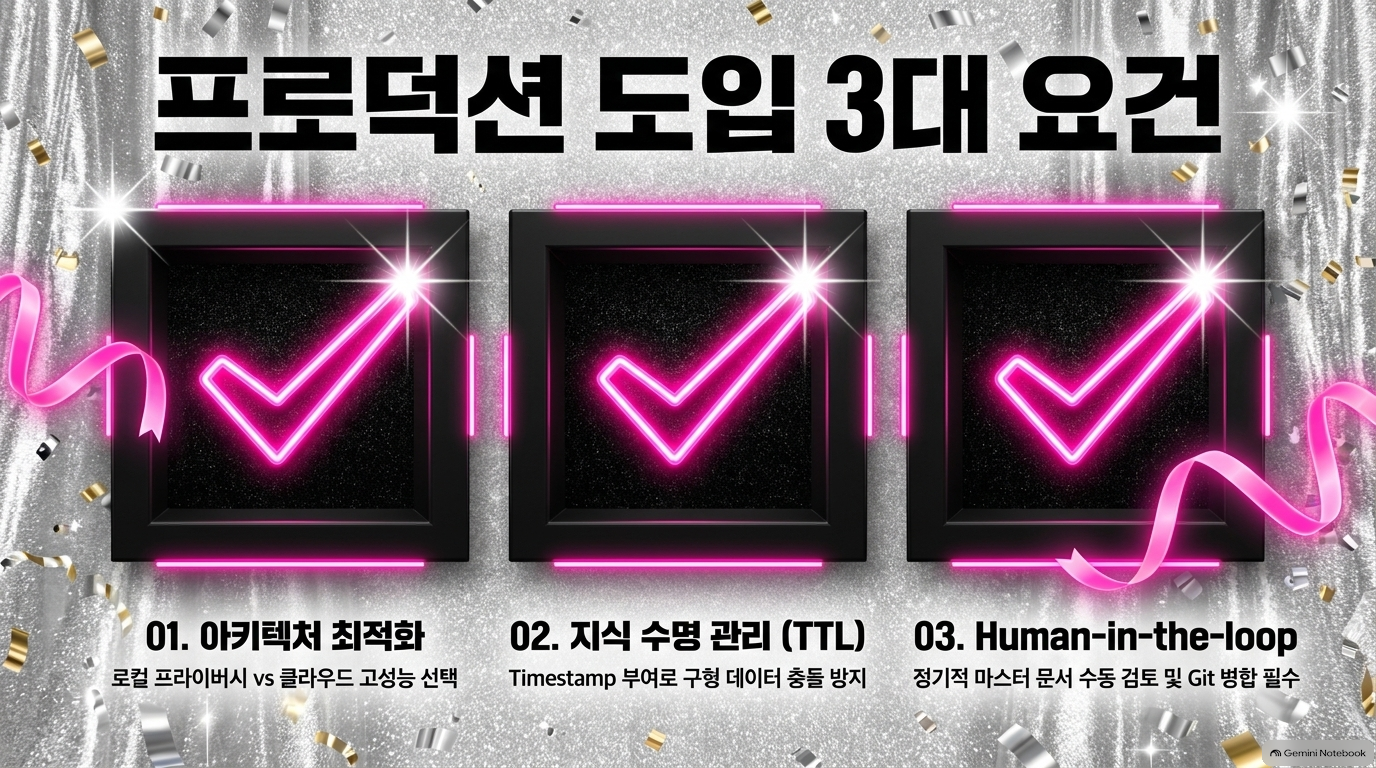 프로덕션 도입 3대 요건
01. 아키텍처 최적화
로컬 프라이버시 vs 클라우드 고성능 선택
02. 지식 수명 관리 (TTL)
Timestamp 부여로 구형 데이터 충돌 방지
03. Human-in-the-loop
정기적 마스터 문서 수동 검토 및 Git 병합 필수
Gemini Notebook